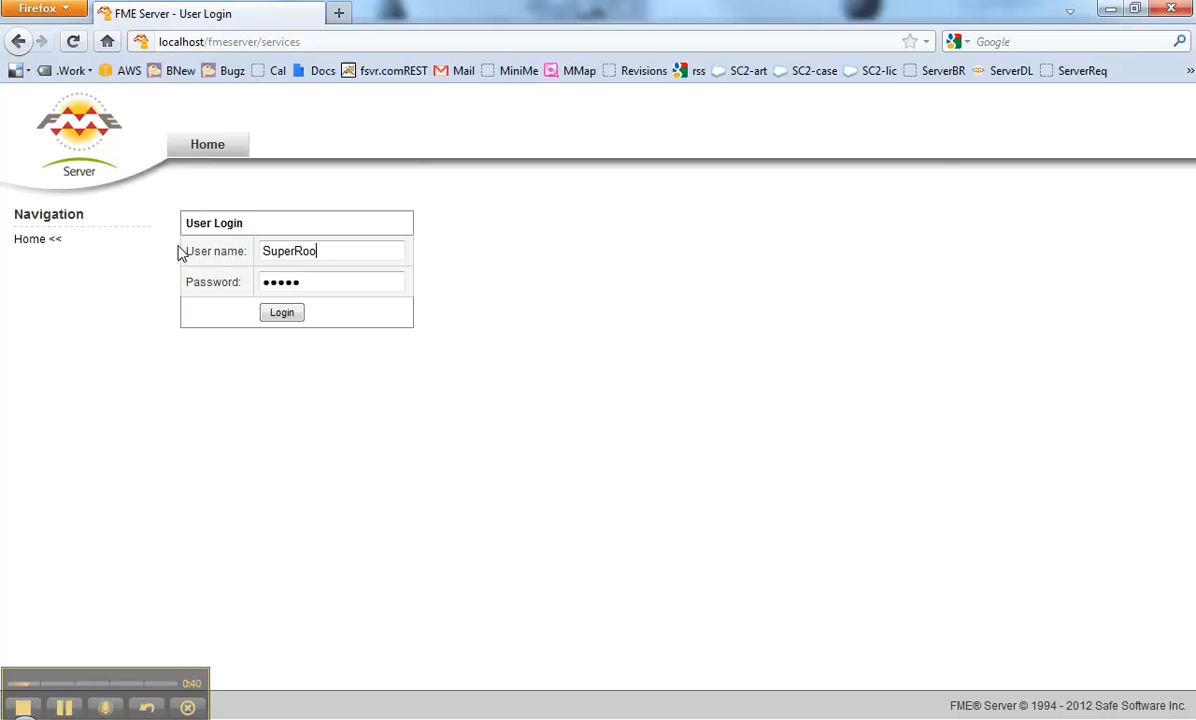 Firefox
FME Server - User Login
localhost/fmeserver/services
Google
.Work AWS BNew Bugz Cal Docs fsvr.comREST Mail MiniMe MMap Revisions rss SC2-art SC2-case SC2-lic ServerBR ServerDL ServerReq »
FME
Server
Home
Navigation
Home <<
User Login
User name: SuperRoo
Password: •••••
Login
0:40
FME Server © 1994 - 2012 Safe Software Inc.